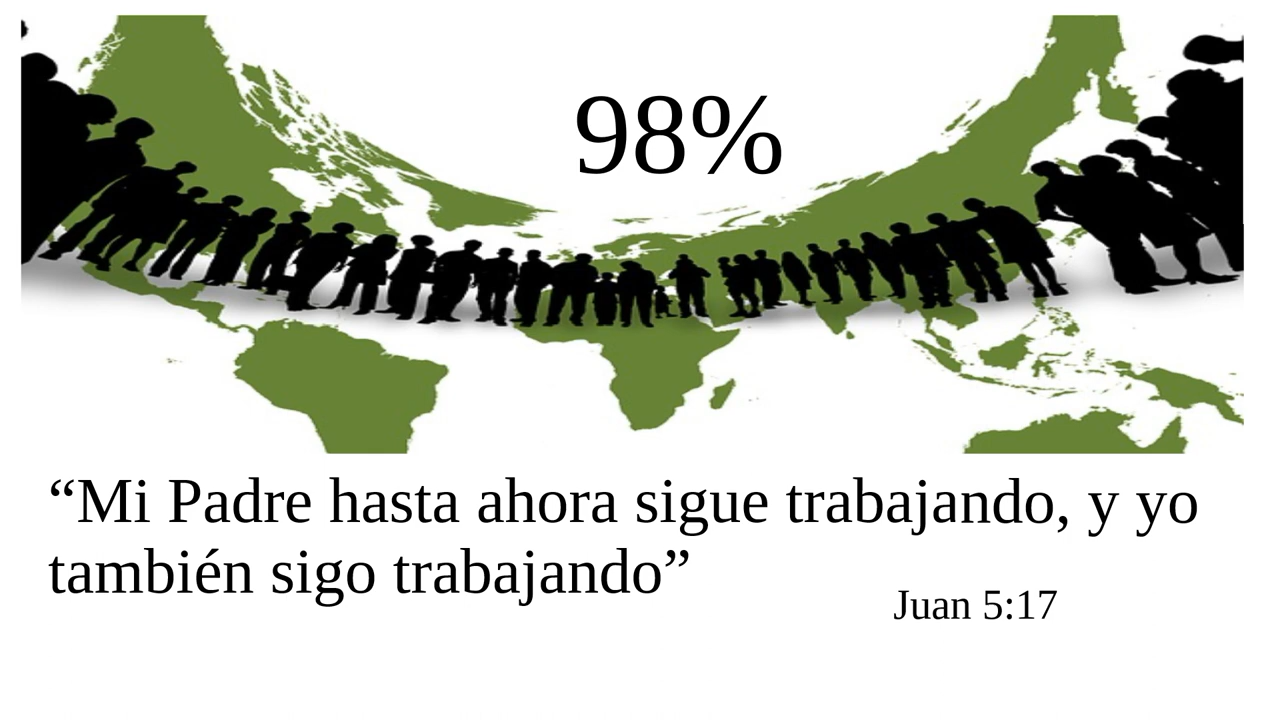 98%
“Mi Padre hasta ahora sigue trabajando, y yo
también sigo trabajando”
Juan 5:17